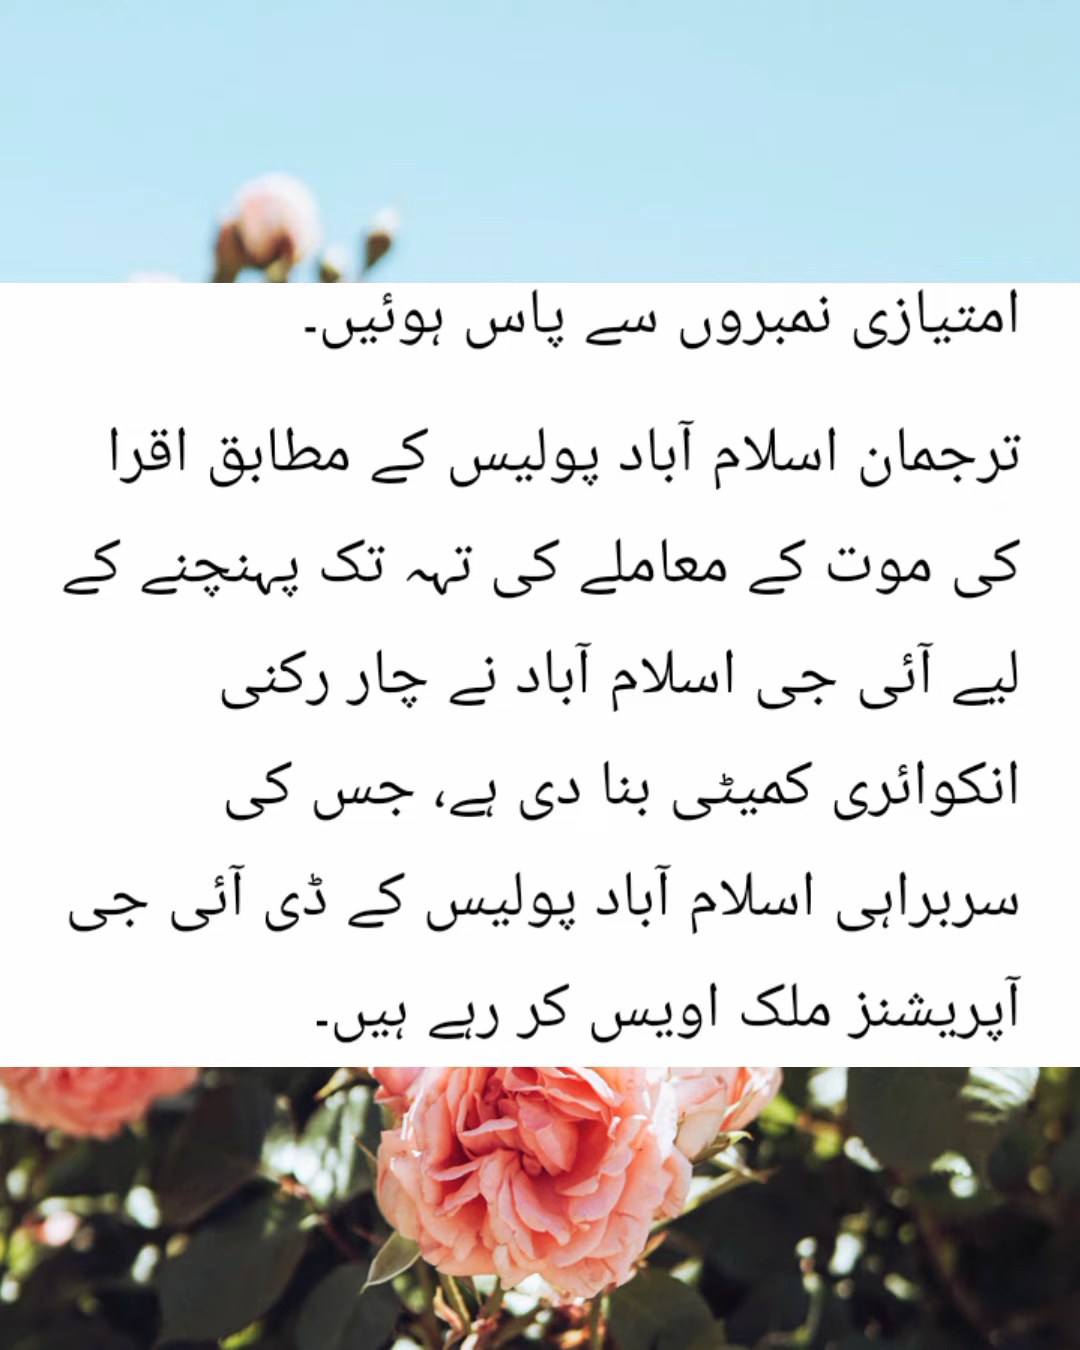 امتیازی نمبروں سے پاس ہوئیں۔
ترجمان اسلام آباد پولیس کے مطابق اقرا
کی موت کے معاملے کی تہہ تک پہنچنے کے
لیے آئی جی اسلام آباد نے چار رکنی
انکوائری کمیٹی بنا دی ہے، جس کی
سربراہی اسلام آباد پولیس کے ڈی آئی جی
آپریشنز ملک اویس کر رہے ہیں۔